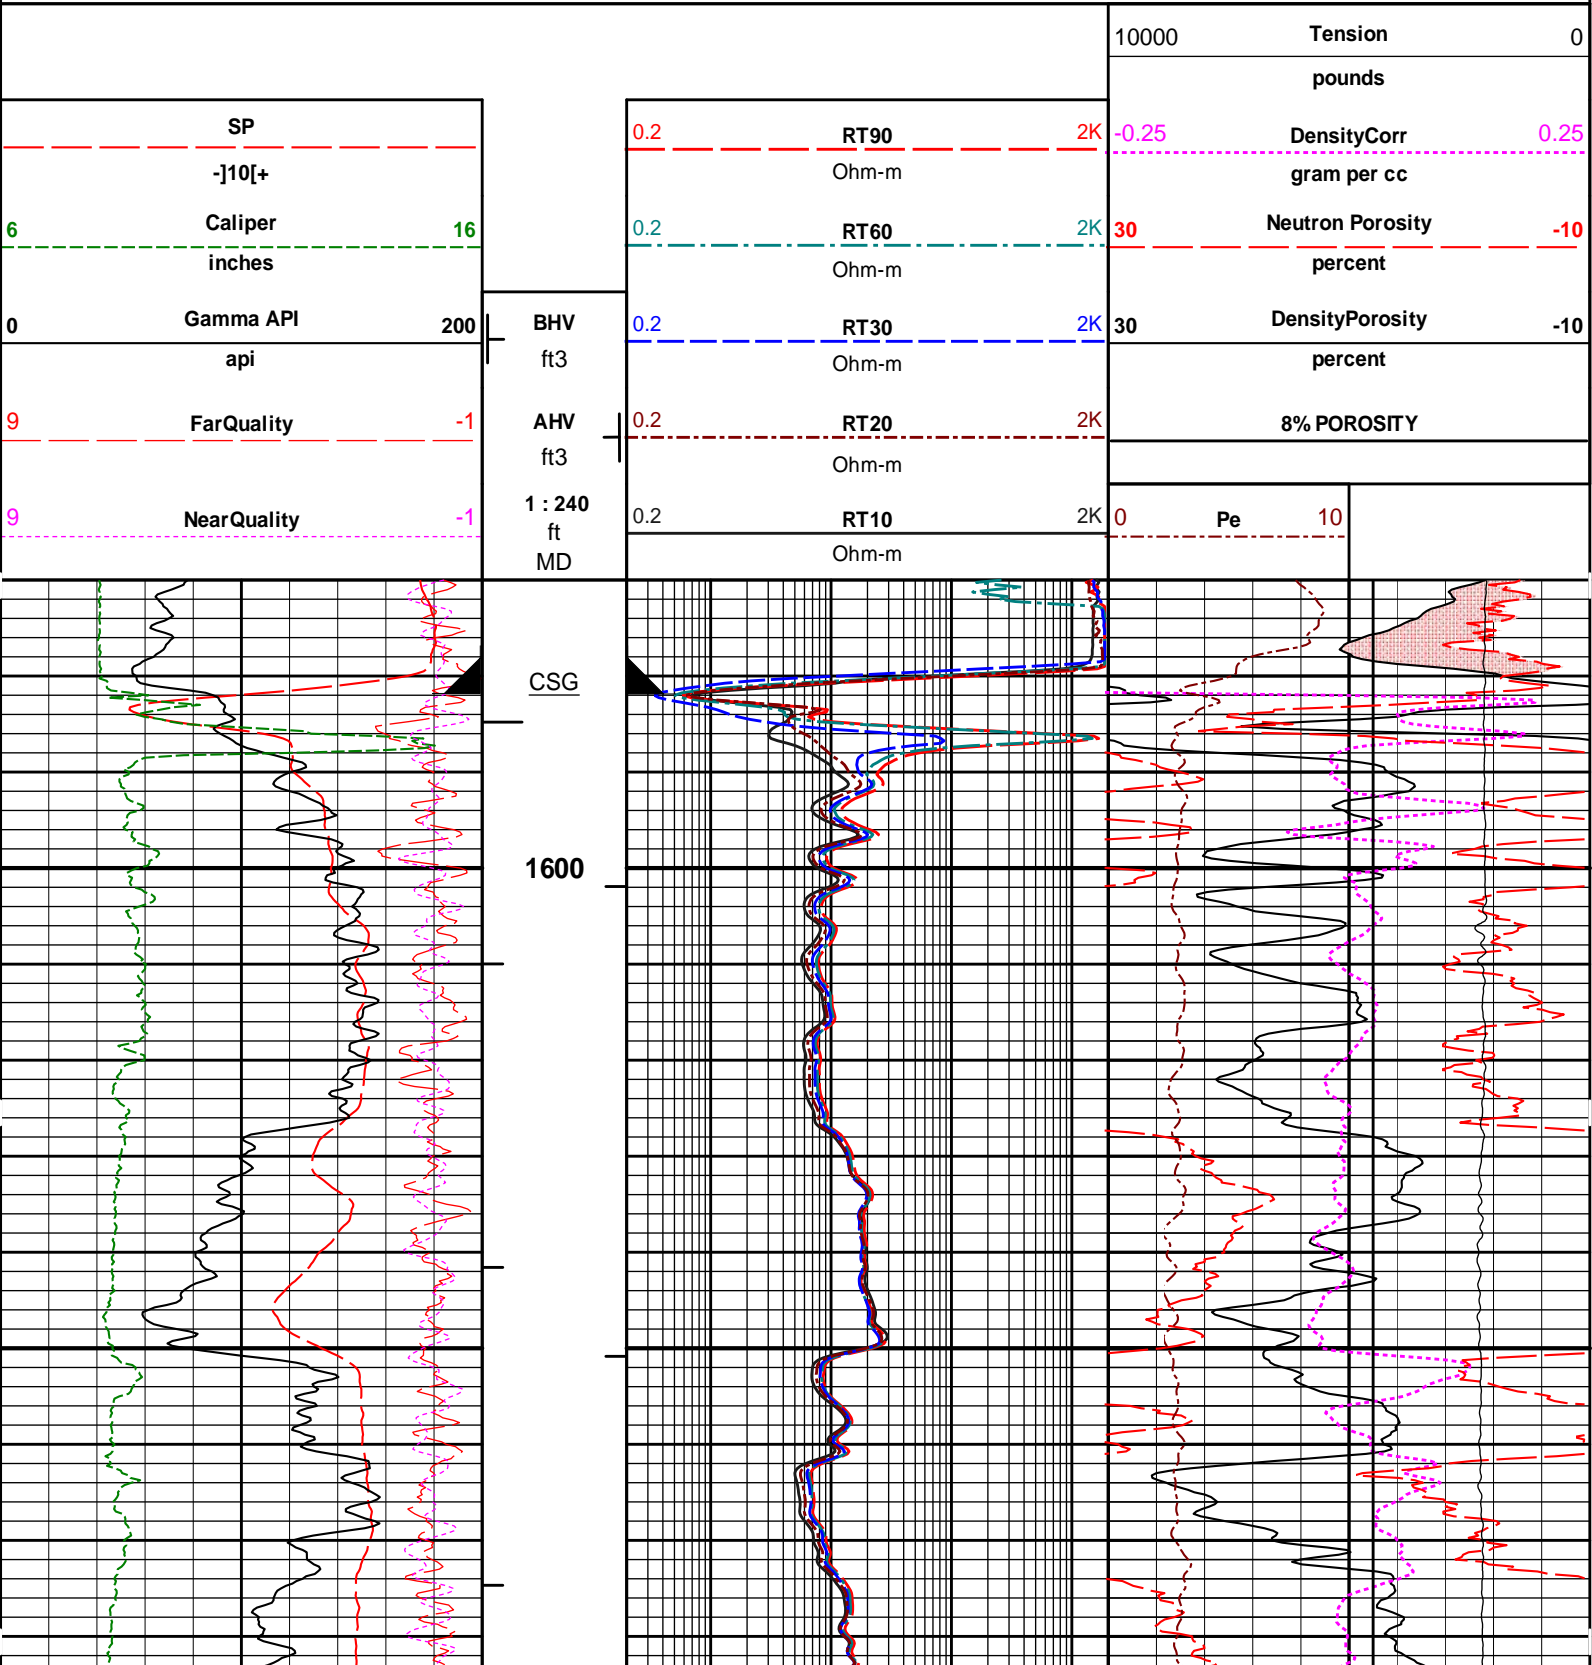 10000 Tension 0
pounds
-0.25 DensityCorr 0.25
gram per cc
30 Neutron Porosity -10
percent
30 DensityPorosity -10
percent
8% POROSITY
0 Pe 10
SP
-]10[+
6 Caliper 16
inches
0 Gamma API 200
api
9 FarQuality -1
9 NearQuality -1
BHV
ft3
AHV
ft3
1 : 240
ft
MD
0.2 RT90 2K
Ohm-m
0.2 RT60 2K
Ohm-m
0.2 RT30 2K
Ohm-m
0.2 RT20 2K
Ohm-m
0.2 RT10 2K
Ohm-m
CSG
1600